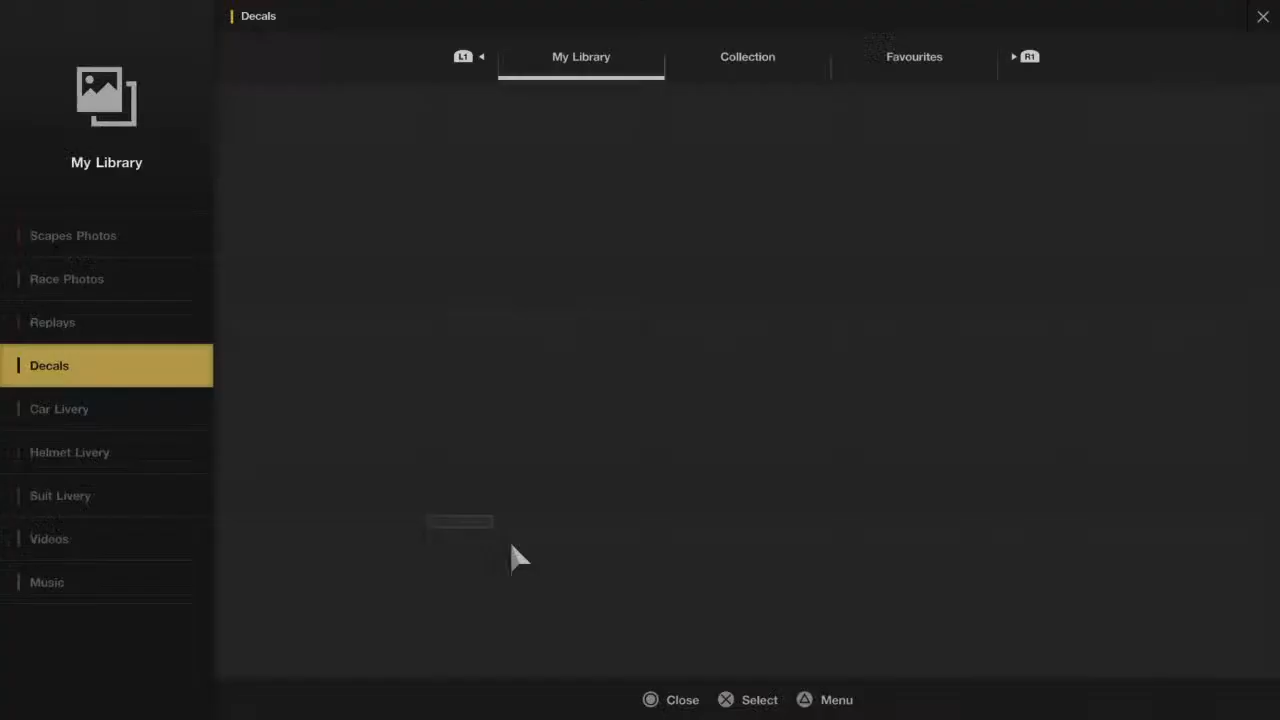 Decals
L1
My Library
Collection
Favourites
R1
My Library
Scapes Photos
Race Photos
Replays
Decals
Car Livery
Helmet Livery
Suit Livery
Videos
Music
Close
Select
Menu